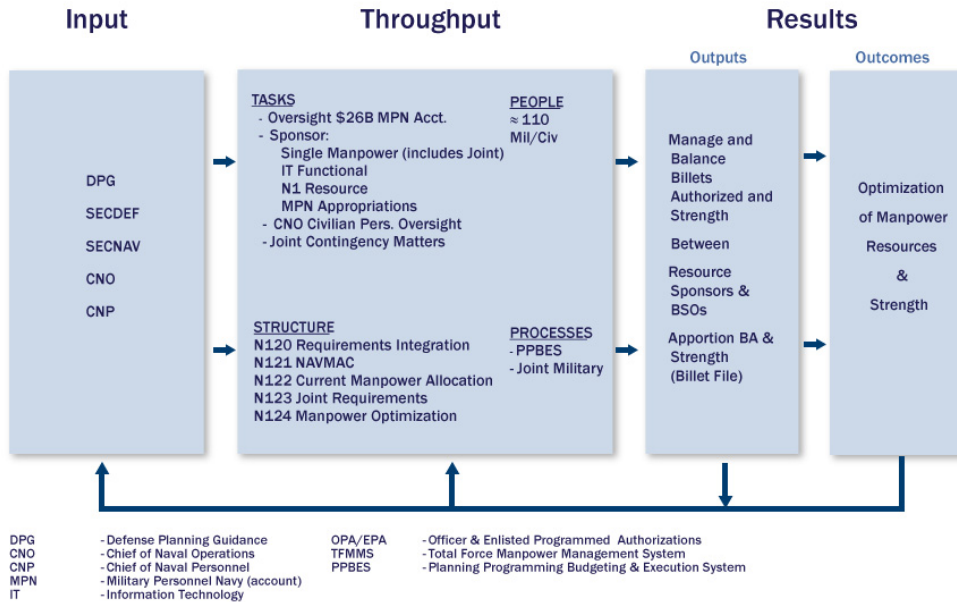 Input
Throughput
Results
Outputs
Outcomes
DPG
SECDEF
SECNAV
CNO
CNP
TASKS
- Oversight $26B MPN Acct.
- Sponsor:
Single Manpower (includes Joint)
IT Functional
N1 Resource
MPN Appropriations
- CNO Civilian Pers. Oversight
- Joint Contingency Matters
PEOPLE
≈ 110
Mil/Civ
STRUCTURE
N120 Requirements Integration
N121 NAVMAC
N122 Current Manpower Allocation
N123 Joint Requirements
N124 Manpower Optimization
PROCESSES
- PPBES
- Joint Military
Manage and
Balance
Billets
Authorized and
Strength
Between
Resource
Sponsors &
BSOs
Apportion BA &
Strength
(Billet File)
Optimization
of Manpower
Resources
&
Strength
DPG - Defense Planning Guidance
CNO - Chief of Naval Operations
CNP - Chief of Naval Personnel
MPN - Military Personnel Navy (account)
IT - Information Technology
OPA/EPA - Officer & Enlisted Programmed Authorizations
TFMMS - Total Force Manpower Management System
PPBES - Planning Programming Budgeting & Execution System